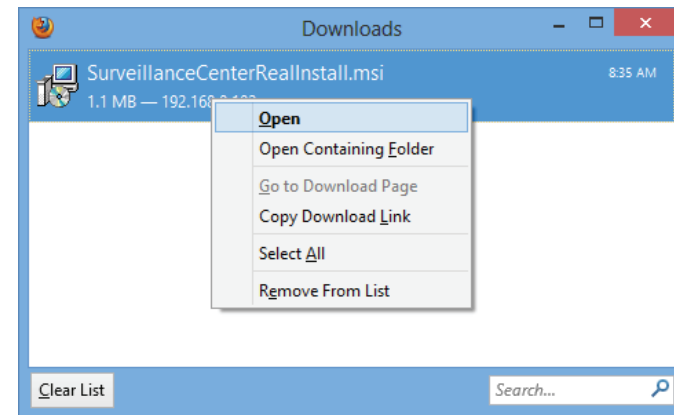 Downloads
SurveillanceCenterRealInstall.msi 8:35 AM
1.1 MB — 192.168
Open
Open Containing Folder
Go to Download Page
Copy Download Link
Select All
Remove From List
Clear List Search...